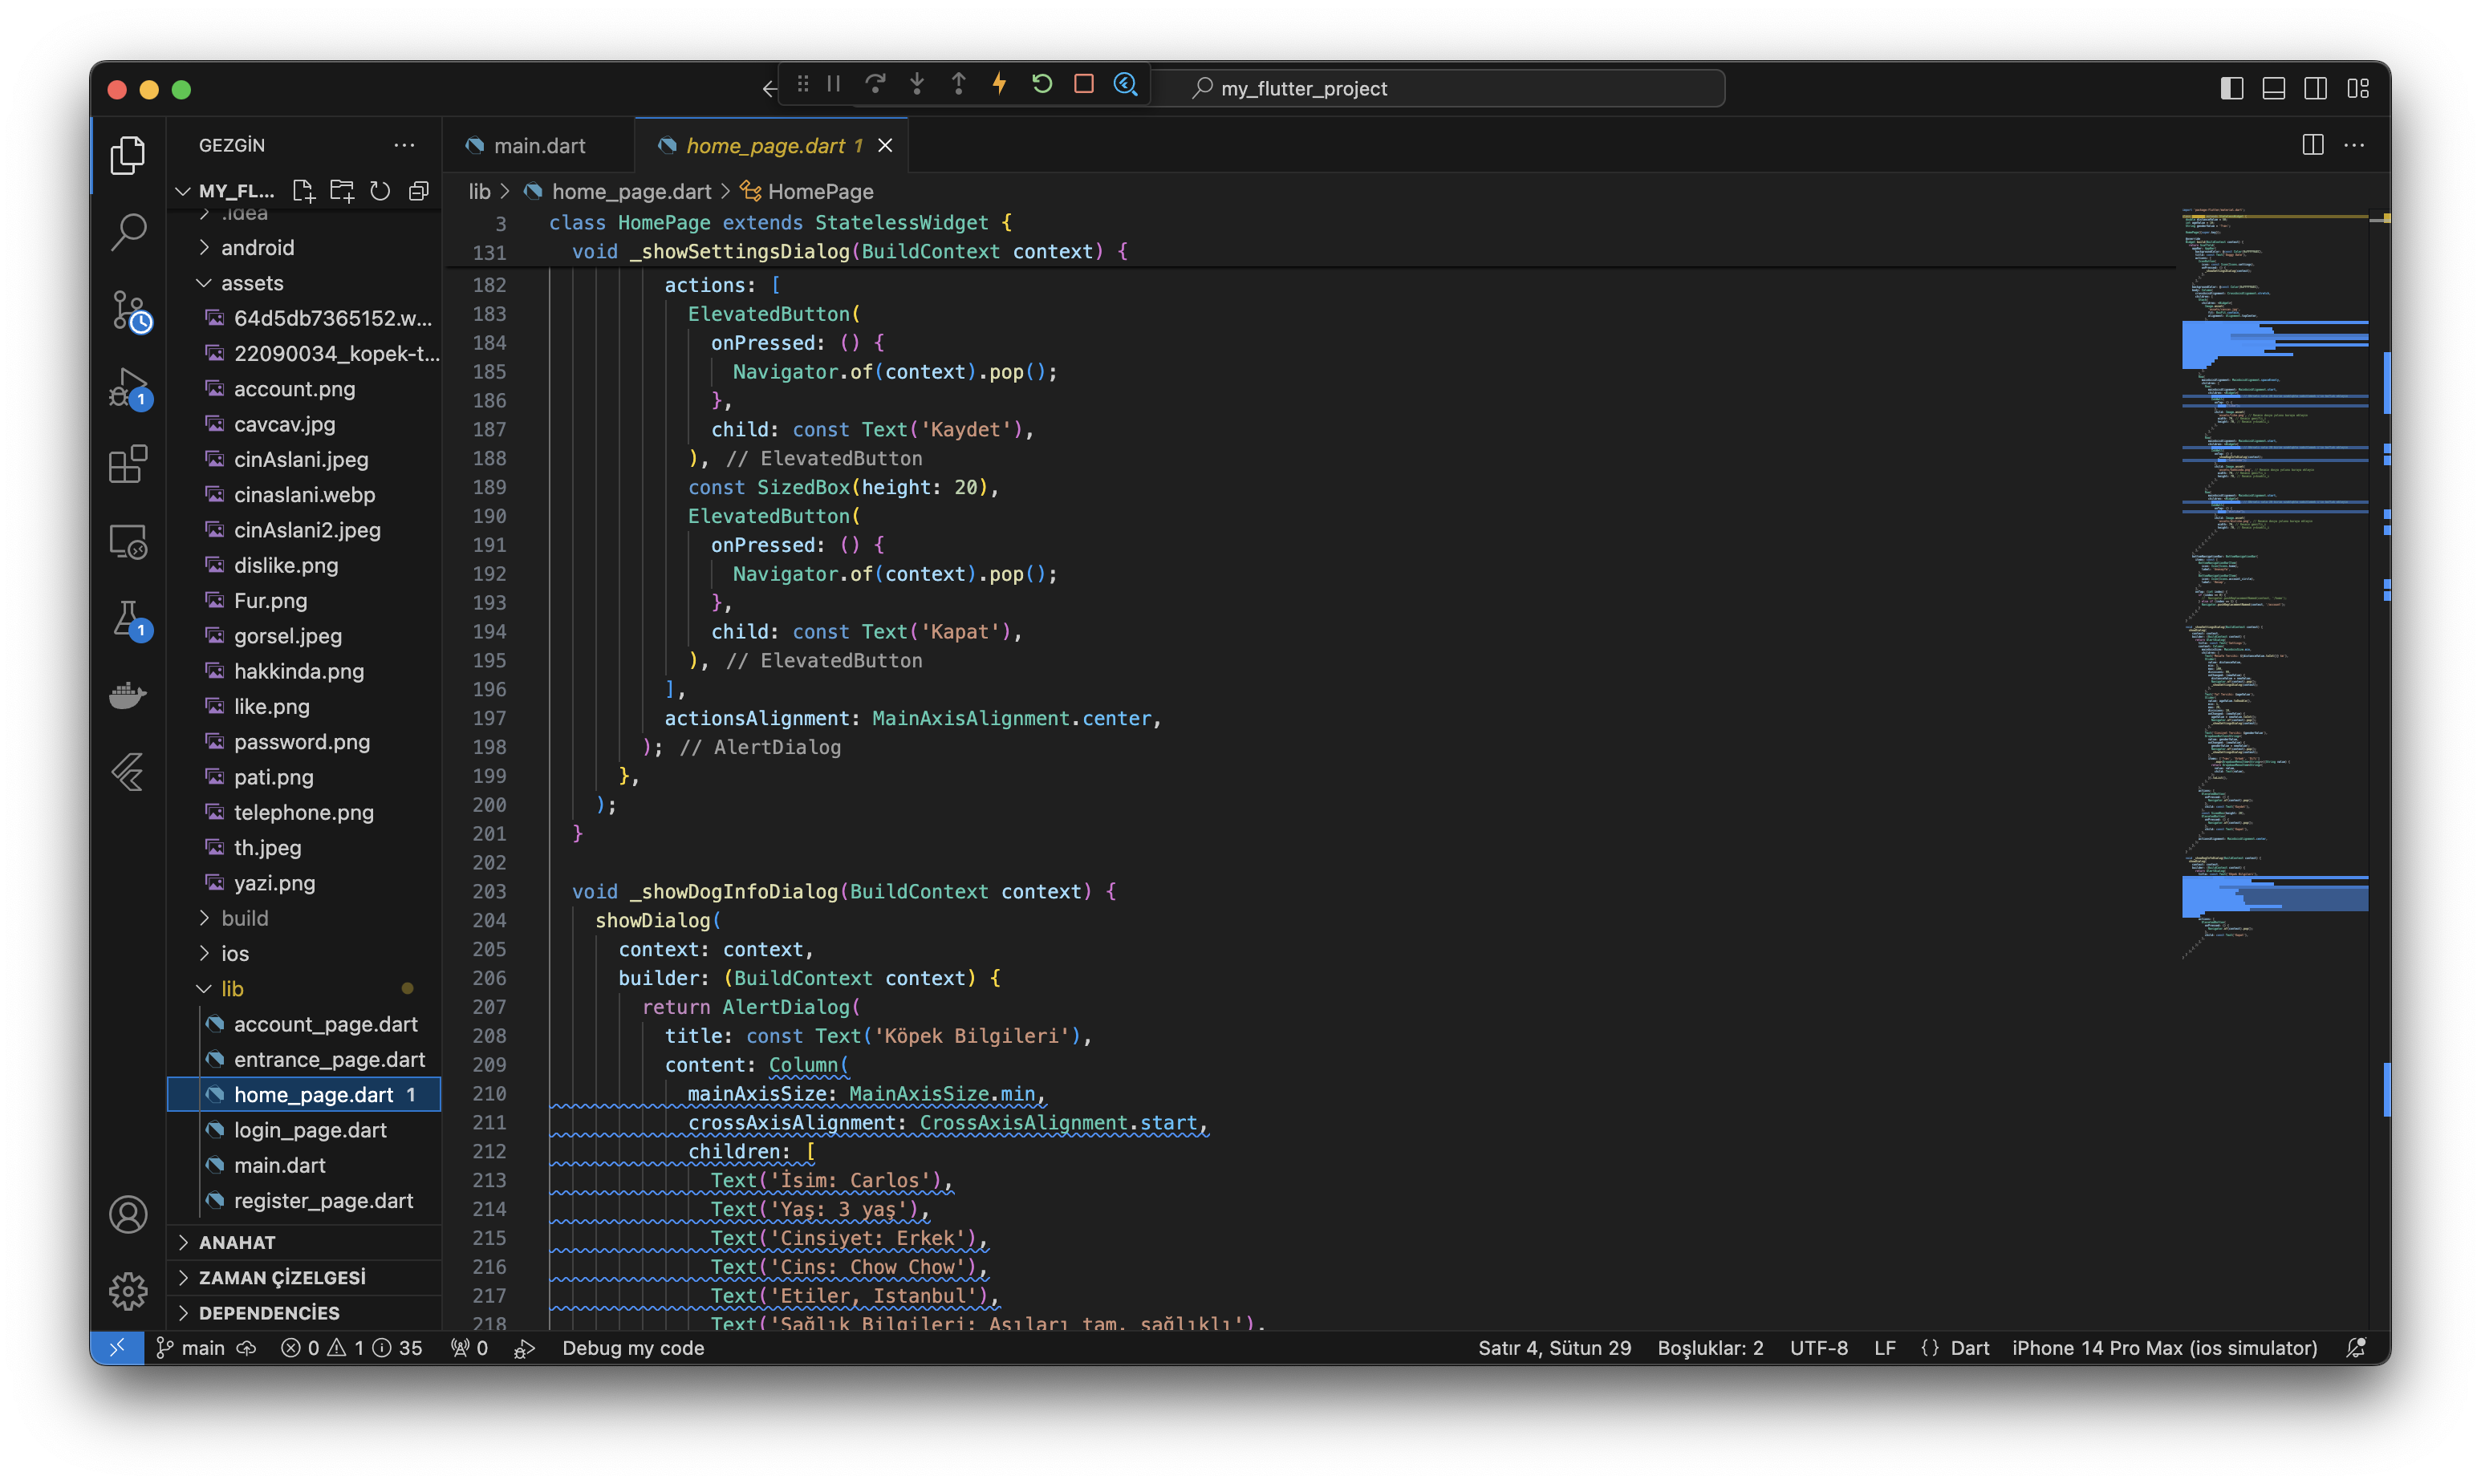 my_flutter_project
GEZGİN
main.dart
home_page.dart 1
MY_FL...
lib > home_page.dart > HomePage
.idea
android
assets
64d5db7365152.w...
22090034_kopek-t...
account.png
cavcav.jpg
cinAslani.jpeg
cinaslani.webp
cinAslani2.jpeg
dislike.png
Fur.png
gorsel.jpeg
hakkinda.png
like.png
password.png
pati.png
telephone.png
th.jpeg
yazi.png
build
ios
lib
account_page.dart
entrance_page.dart
home_page.dart 1
login_page.dart
main.dart
register_page.dart
ANAHAT
ZAMAN ÇİZELGESİ
DEPENDENCİES
1
1
3 class HomePage extends StatelessWidget {
131 void _showSettingsDialog(BuildContext context) {
182 actions: [
183 ElevatedButton(
184 onPressed: () {
185 Navigator.of(context).pop();
186 },
187 child: const Text('Kaydet'),
188 ), // ElevatedButton
189 const SizedBox(height: 20),
190 ElevatedButton(
191 onPressed: () {
192 Navigator.of(context).pop();
193 },
194 child: const Text('Kapat'),
195 ), // ElevatedButton
196 ],
197 actionsAlignment: MainAxisAlignment.center,
198 ); // AlertDialog
199 },
200 );
201 }
202
203 void _showDogInfoDialog(BuildContext context) {
204 showDialog(
205 context: context,
206 builder: (BuildContext context) {
207 return AlertDialog(
208 title: const Text('Köpek Bilgileri'),
209 content: Column(
210 mainAxisSize: MainAxisSize.min,
211 crossAxisAlignment: CrossAxisAlignment.start,
212 children: [
213 Text('İsim: Carlos'),
214 Text('Yaş: 3 yaş'),
215 Text('Cinsiyet: Erkek'),
216 Text('Cins: Chow Chow'),
217 Text('Etiler, Istanbul'),
218 Text('Sağlık Bilgileri: Aşıları tam, sağlıklı'),
main 0 1 35 0 Debug my code Satır 4, Sütun 29 Boşluklar: 2 UTF-8 LF {} Dart iPhone 14 Pro Max (ios simulator)